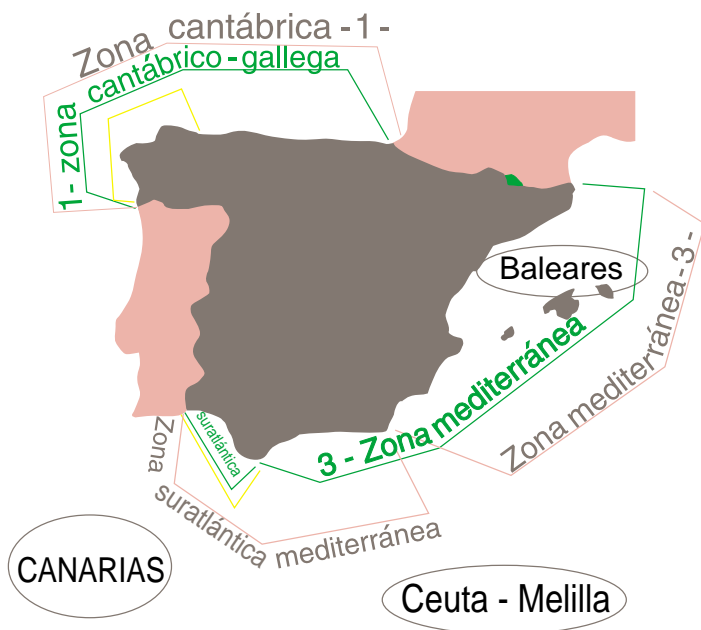 Zona cantábrica - 1 -
1 - zona cantábrico - gallega
Baleares
Zona mediterránea - 3 -
3 - Zona mediterránea
suratlántica
Zona suratlántica mediterránea
CANARIAS
Ceuta - Melilla